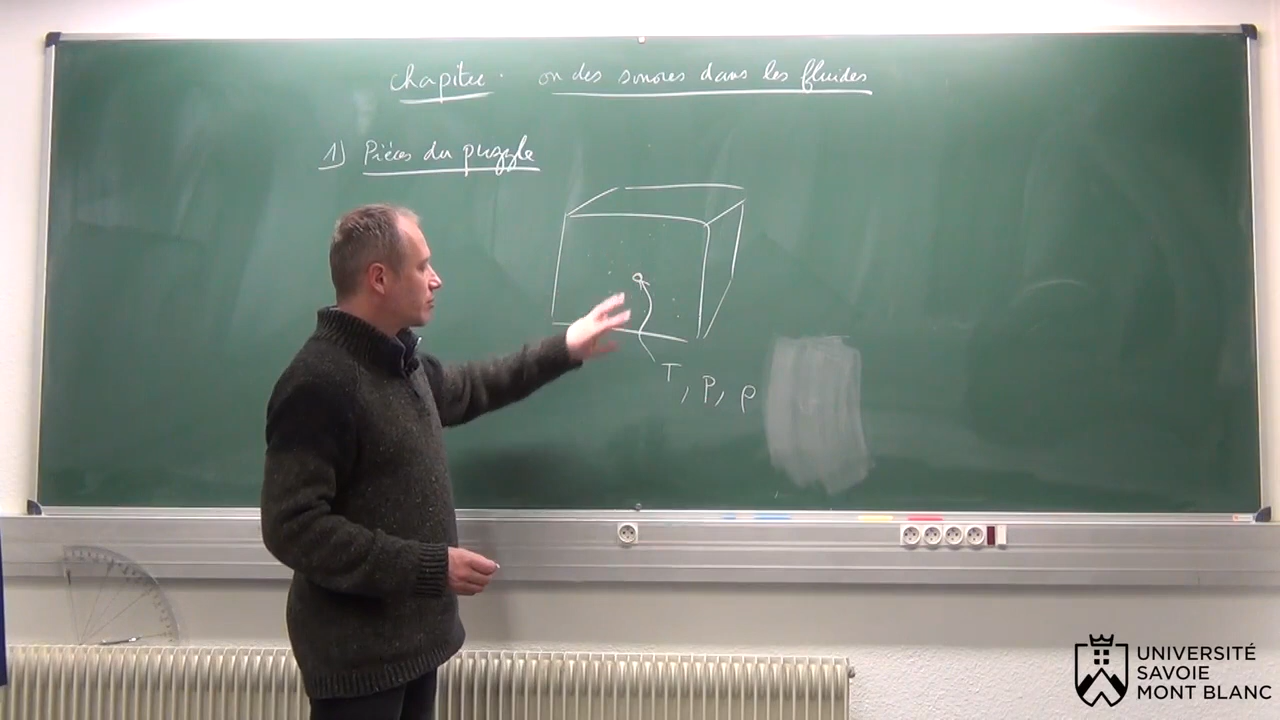 Chapitre . ondes sonores dans les fluides
1) Pièces du puzzle
T, P, ρ
UNIVERSITÉ
SAVOIE
MONT BLANC